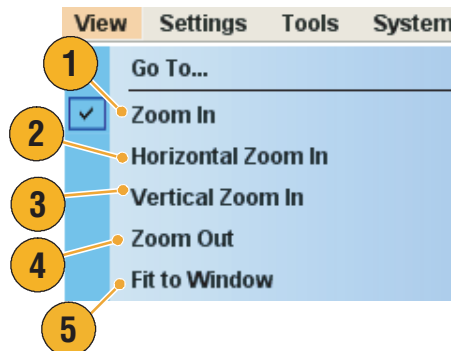 View Settings Tools System
Go To...
1 Zoom In
2 Horizontal Zoom In
3 Vertical Zoom In
4 Zoom Out
5 Fit to Window